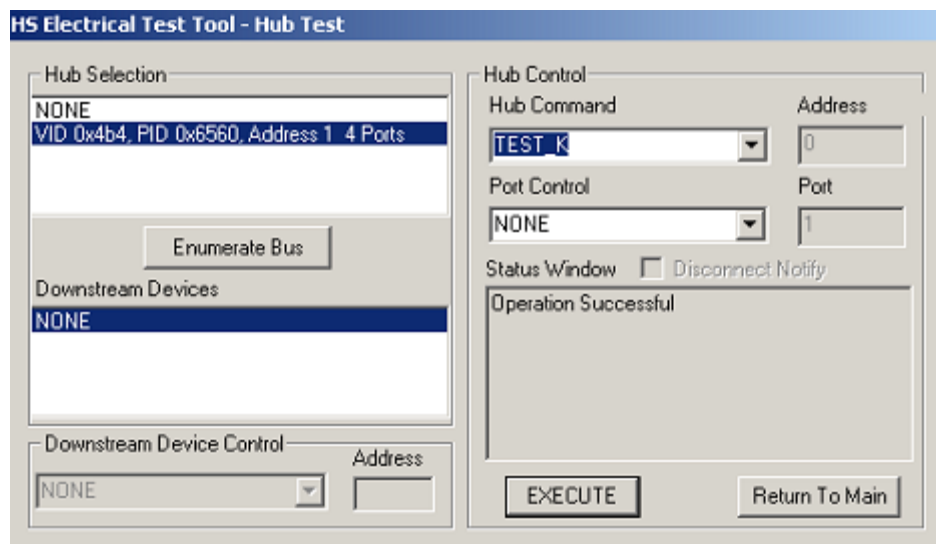 HS Electrical Test Tool - Hub Test
Hub Selection
NONE
VID 0x4b4, PID 0x6560, Address 1 4 Ports
Enumerate Bus
Downstream Devices
NONE
Downstream Device Control
Address
NONE
Hub Control
Hub Command
Address
TEST_K
0
Port Control
Port
NONE
1
Status Window
Disconnect Notify
Operation Successful
EXECUTE
Return To Main